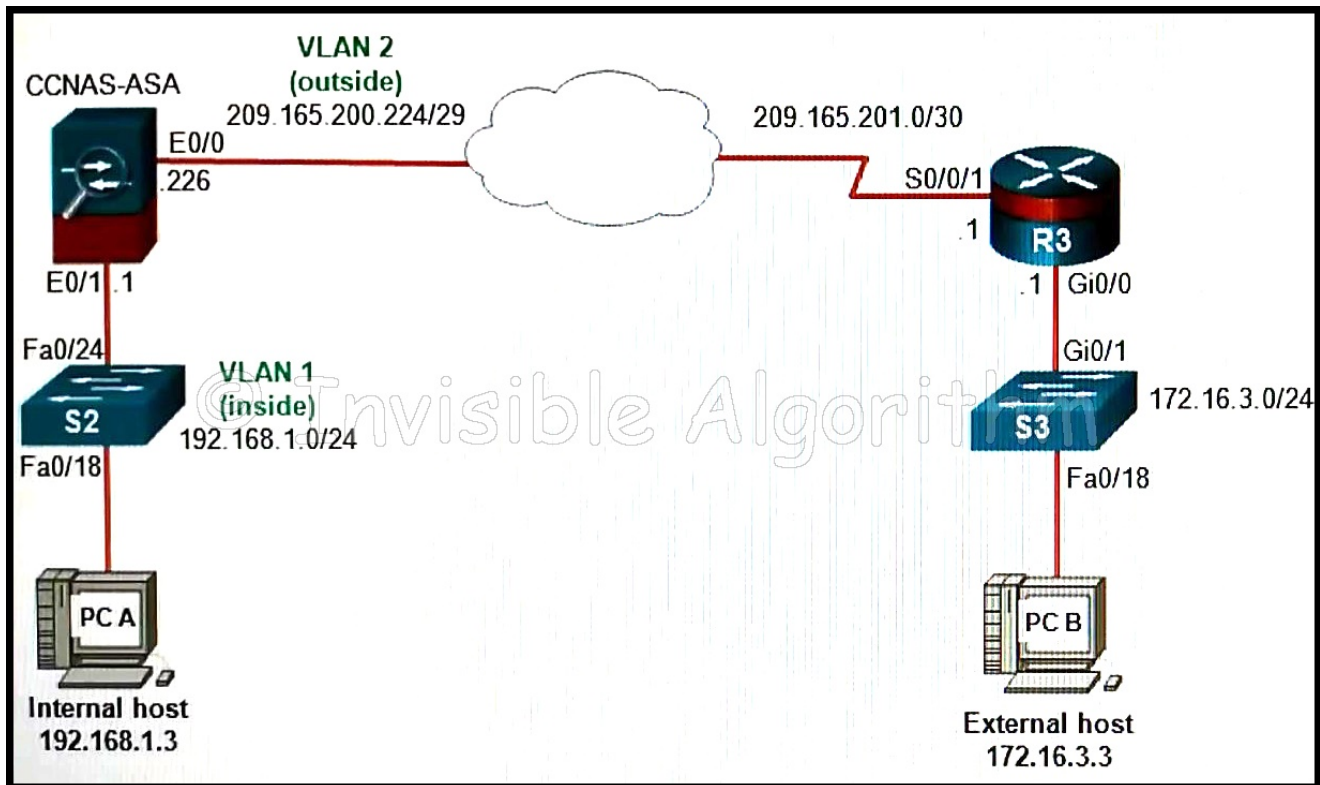 VLAN 2
(outside)
209.165.200.224/29
CCNAS-ASA
E0/0
.226
E0/1
.1
209.165.201.0/30
S0/0/1
.1
R3
.1
Gi0/0
Fa0/24
S2
Fa0/18
VLAN 1
(inside)
192.168.1.0/24
Gi0/1
S3
172.16.3.0/24
Fa0/18
© Invisible Algorithm
PC A
Internal host
192.168.1.3
PC B
External host
172.16.3.3